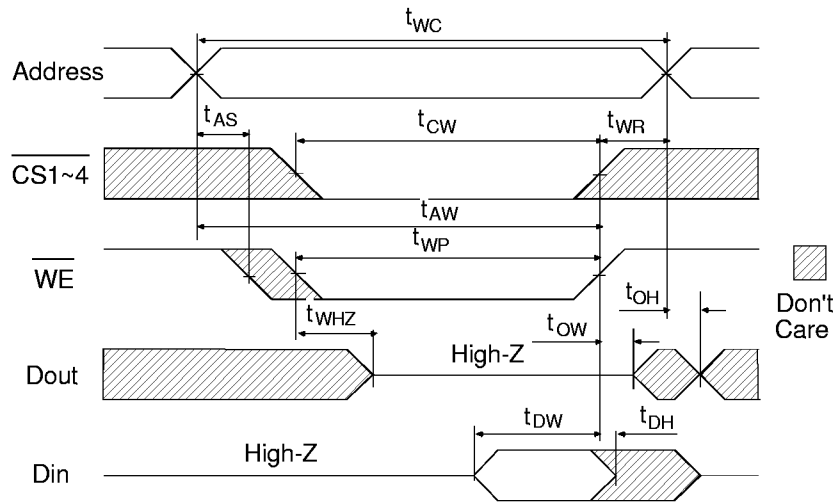 tWC
Address
tAS
tCW
tWR
CS1~4
tAW
tWP
WE
tOH
Don't
Care
tWHZ
tOW
High-Z
Dout
tDW
tDH
High-Z
Din